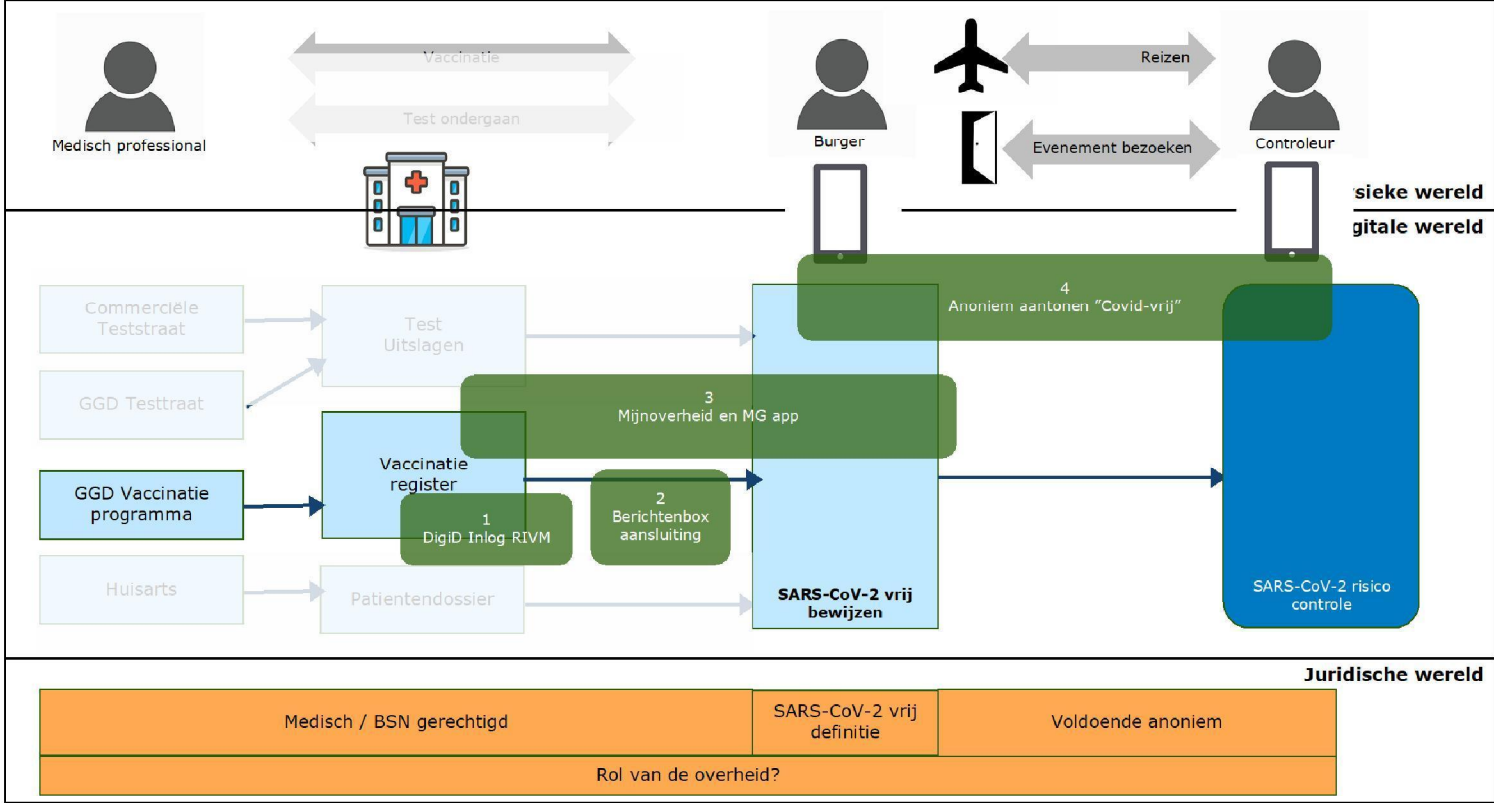 Vaccinatie
Reizen
Test ondergaan
Medisch professional
Burger
Evenement bezoeken
Controleur
sieke wereld
gitale wereld
Commerciële
Teststraat
Test
Uitslagen
4
Anoniem aantonen “Covid-vrij”
GGD Testtraat
3
Mijnoverheid en MG app
Vaccinatie
register
GGD Vaccinatie
programma
1
DigiD Inlog RIVM
2
Berichtenbox
aansluiting
Huisarts
Patientendossier
SARS-CoV-2 vrij
bewijzen
SARS-CoV-2 risico
controle
Juridische wereld
Medisch / BSN gerechtigd
SARS-CoV-2 vrij
definitie
Voldoende anoniem
Rol van de overheid?